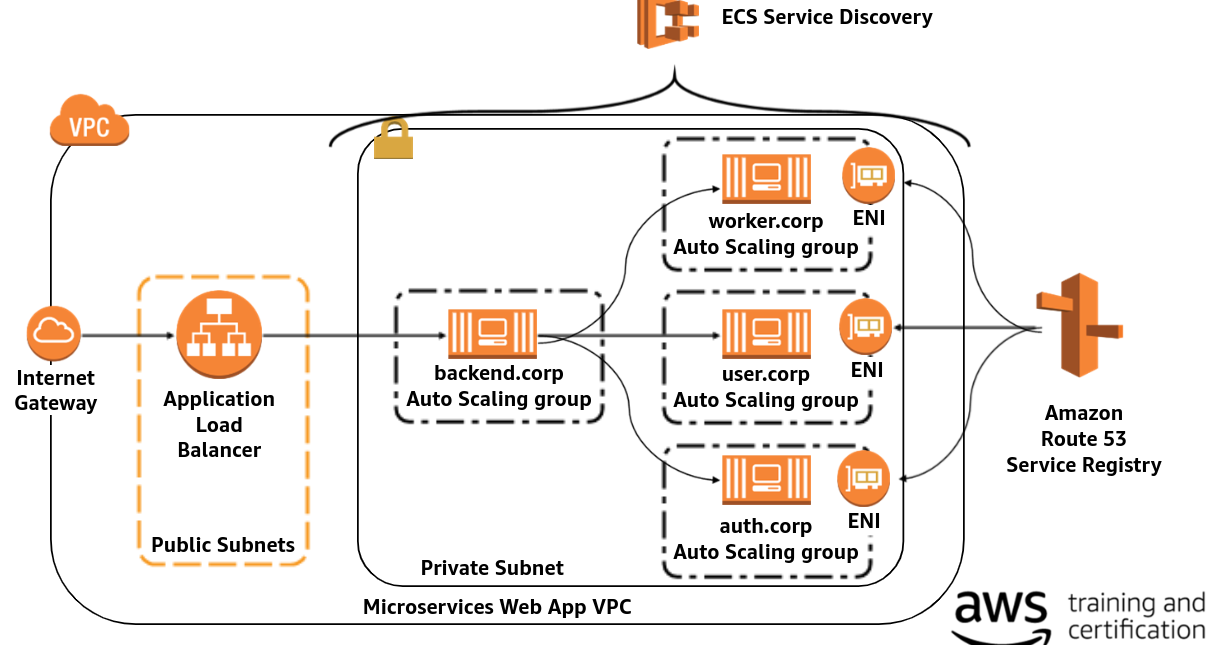 ECS Service Discovery
VPC
worker.corp
Auto Scaling group
ENI
Internet
Gateway
Application
Load
Balancer
Public Subnets
backend.corp
Auto Scaling group
user.corp
Auto Scaling group
ENI
auth.corp
Auto Scaling group
ENI
Amazon
Route 53
Service Registry
Private Subnet
Microservices Web App VPC
aws
training and
certification